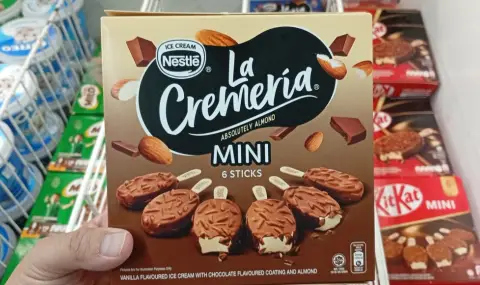 ICE CREAM
Nestlé®
La
Cremería®
ABSOLUTELY ALMOND
MINI
6 STICKS
VANILLA FLAVOURED ICE CREAM WITH CHOCOLATE FLAVOURED COATING AND ALMOND
KitKat
MINI